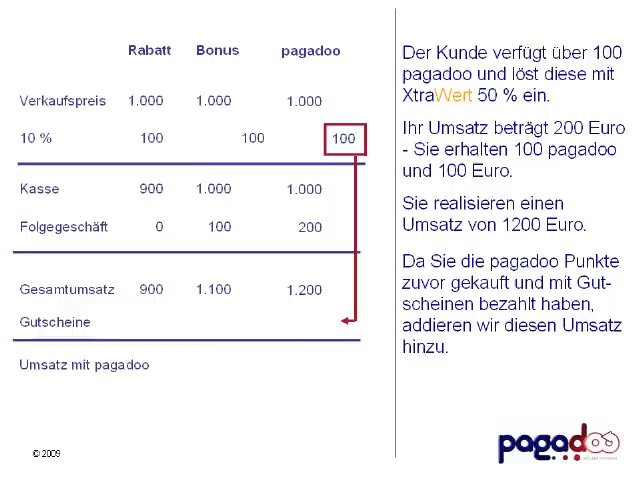 Rabatt Bonus pagadoo
Verkaufspreis 1.000 1.000 1.000
10 % 100 100 100
Kasse 900 1.000 1.000
Folgegeschäft 0 100 200
Gesamtumsatz 900 1.100 1.200
Gutscheine
Umsatz mit pagadoo
© 2009
Der Kunde verfügt über 100
pagadoo und löst diese mit
XtraWert 50 % ein.
Ihr Umsatz beträgt 200 Euro
- Sie erhalten 100 pagadoo
und 100 Euro.
Sie realisieren einen
Umsatz von 1200 Euro.
Da Sie die pagadoo Punkte
zuvor gekauft und mit Gut-
scheinen bezahlt haben,
addieren wir diesen Umsatz
hinzu.
pagadoo